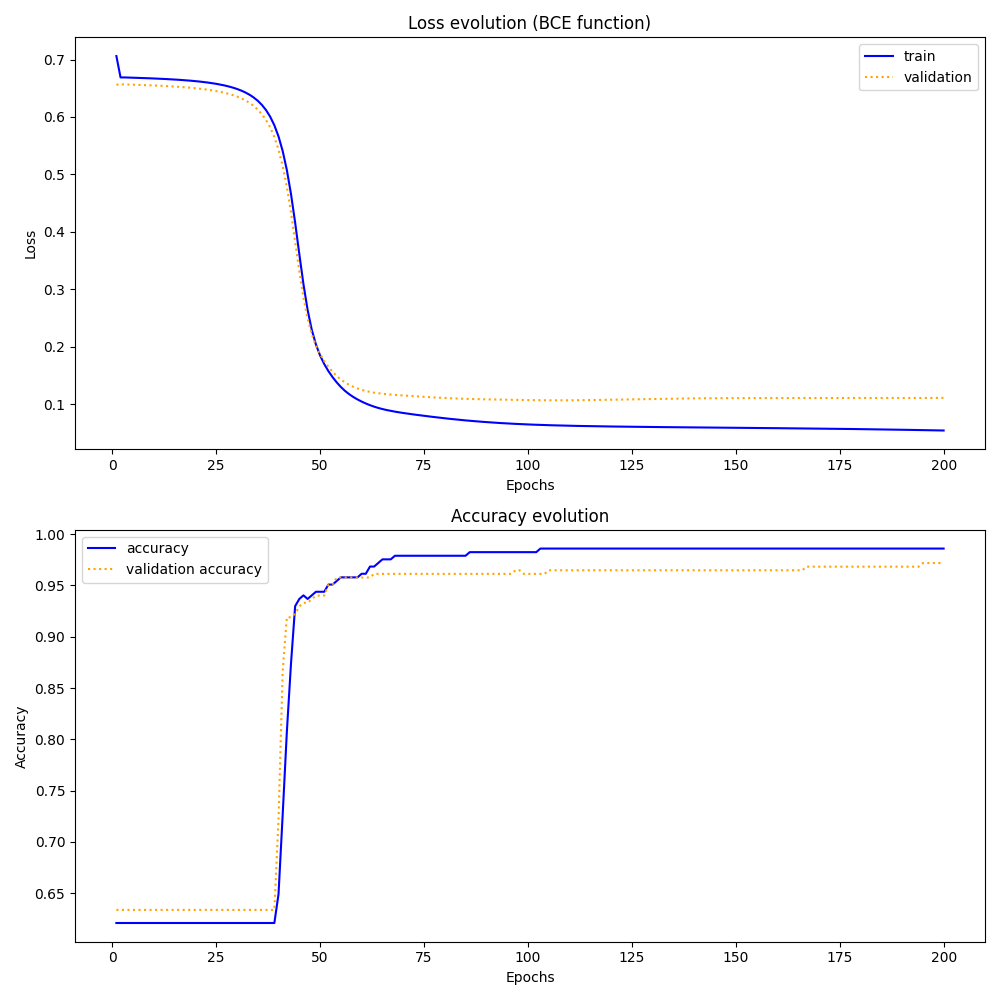 Loss evolution (BCE function)
train
validation
0.7
0.6
0.5
0.4
0.3
0.2
0.1
Loss
0 25 50 75 100 125 150 175 200
Epochs
Accuracy evolution
accuracy
validation accuracy
1.00
0.95
0.90
0.85
0.80
0.75
0.70
0.65
Accuracy
0 25 50 75 100 125 150 175 200
Epochs